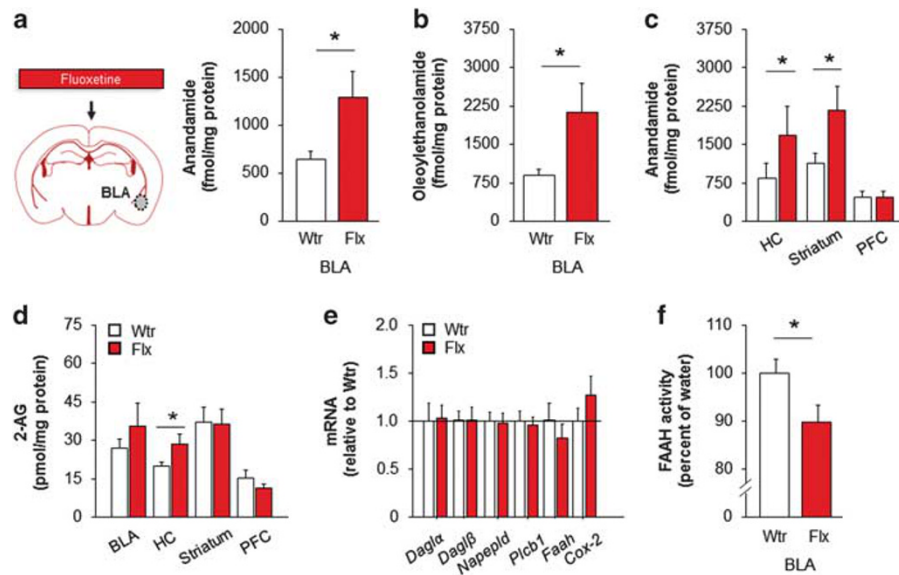 a
Fluoxetine
BLA
Anandamide
(fmol/mg protein)
2000
1500
1000
500
0
*
Wtr Flx
BLA
b
Oleoylethanolamide
(fmol/mg protein)
3750
3000
2250
1500
750
0
*
Wtr Flx
BLA
c
Anandamide
(fmol/mg protein)
3750
3000
2250
1500
750
0
* *
HC Striatum PFC
d
2-AG
(pmol/mg protein)
75
60
45
30
15
0
Wtr
Flx
*
BLA HC Striatum PFC
e
mRNA
(relative to Wtr)
2.0
1.5
1.0
0.5
0
Wtr
Flx
Daglα Daglβ Napepld Plcb1 Faah Cox-2
f
FAAH activity
(percent of water)
110
100
90
80
0
*
Wtr Flx
BLA